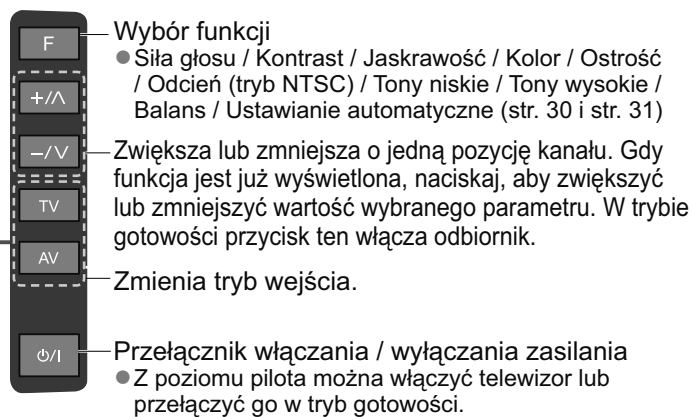 F
Wybór funkcji
●Siła głosu / Kontrast / Jaskrawość / Kolor / Ostrość
/ Odcień (tryb NTSC) / Tony niskie / Tony wysokie /
Balans / Ustawianie automatyczne (str. 30 i str. 31)
+/∧
−/∨
Zwiększa lub zmniejsza o jedną pozycję kanału. Gdy
funkcja jest już wyświetlona, naciskaj, aby zwiększyć
lub zmniejszyć wartość wybranego parametru. W trybie
gotowości przycisk ten włącza odbiornik.
TV
AV
Zmienia tryb wejścia.
⏻/I
Przełącznik włączania / wyłączania zasilania
●Z poziomu pilota można włączyć telewizor lub
przełączyć go w tryb gotowości.